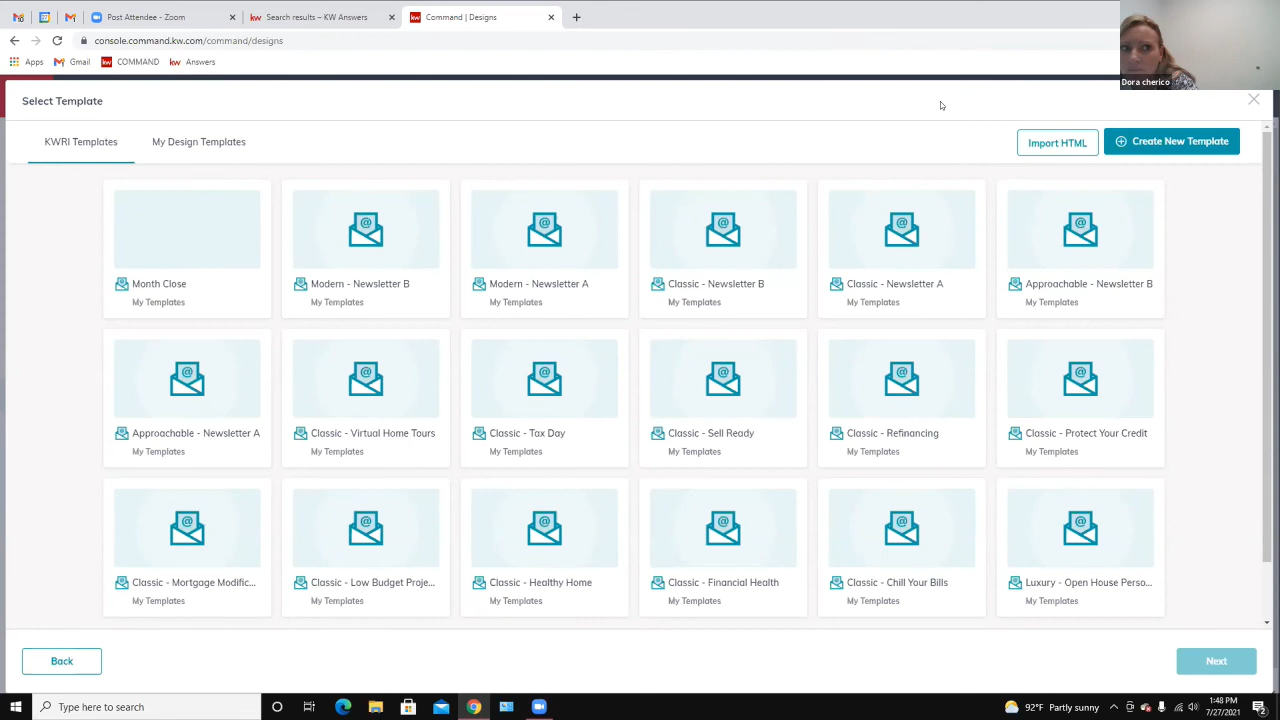 Post Attendee - Zoom
Search results – KW Answers
Command | Designs
console.command.kw.com/command/designs
Apps
Gmail
COMMAND
Answers
Dora cherico
Select Template
KWRI Templates
My Design Templates
Import HTML
Create New Template
Month Close
Modern - Newsletter B
Modern - Newsletter A
Classic - Newsletter B
Classic - Newsletter A
Approachable - Newsletter B
My Templates
My Templates
My Templates
My Templates
My Templates
My Templates
Approachable - Newsletter A
Classic - Virtual Home Tours
Classic - Tax Day
Classic - Sell Ready
Classic - Refinancing
Classic - Protect Your Credit
My Templates
My Templates
My Templates
My Templates
My Templates
My Templates
Classic - Mortgage Modific...
Classic - Low Budget Proje...
Classic - Healthy Home
Classic - Financial Health
Classic - Chill Your Bills
Luxury - Open House Perso...
My Templates
My Templates
My Templates
My Templates
My Templates
My Templates
Back
Next
Type here to search
92°F Partly sunny
1:48 PM
7/27/2021